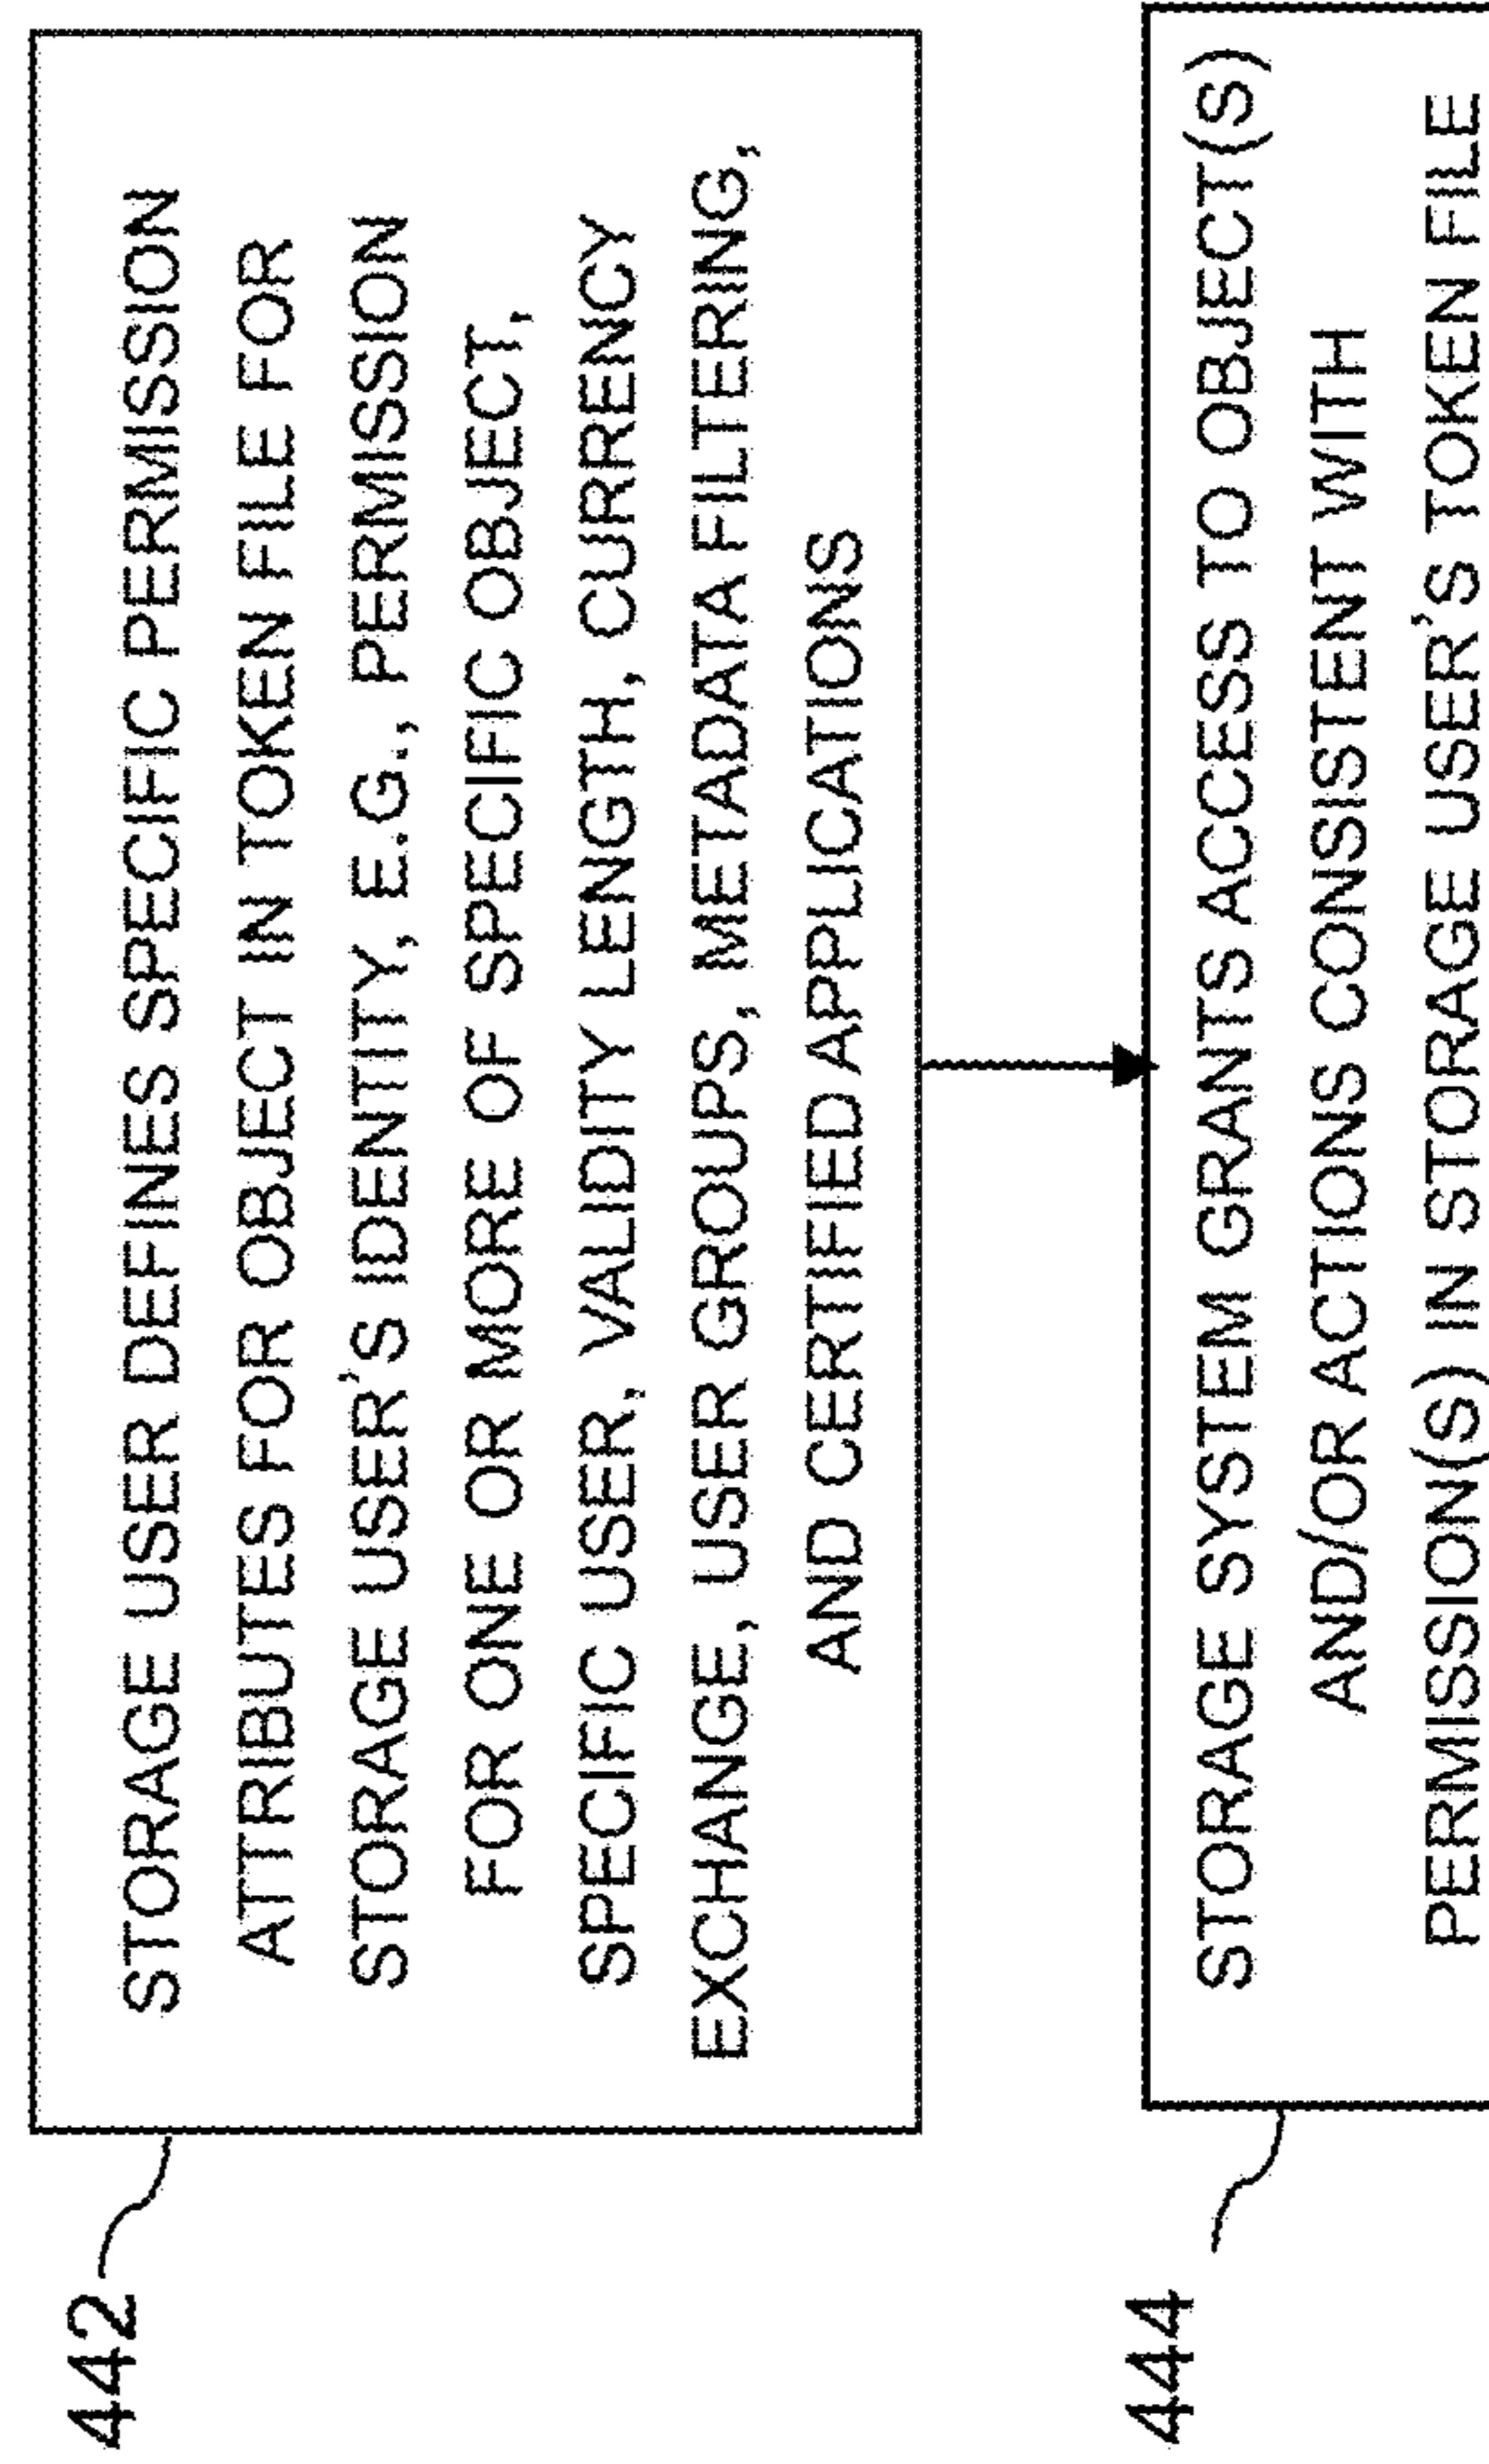 442
STORAGE USER DEFINES SPECIFIC PERMISSION
ATTRIBUTES FOR OBJECT IN TOKEN FILE FOR
STORAGE USER'S IDENTITY, E.G., PERMISSION
FOR ONE OR MORE OF SPECIFIC OBJECT,
SPECIFIC USER, VALIDITY LENGTH, CURRENCY
EXCHANGE, USER GROUPS, METADATA FILTERING,
AND CERTIFIED APPLICATIONS
444
STORAGE SYSTEM GRANTS ACCESS TO OBJECT(S)
AND/OR ACTIONS CONSISTENT WITH
PERMISSION(S) IN STORAGE USER'S TOKEN FILE